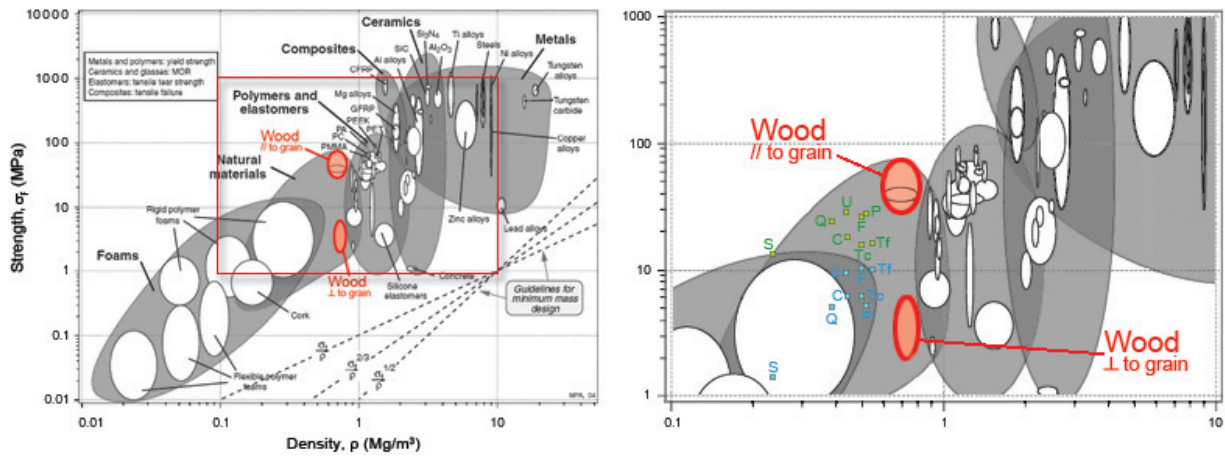 10000
1000
100
10
1
0.1
0.01
Strength, σf (MPa)
Metals and polymers: yield strength
Ceramics and glasses: MOR
Elastomers: tensile tear strength
Composites: tensile failure
Ceramics
Si3N4
Ti alloys
SiC
Al2O3
Steels
Ni alloys
Composites
Al alloys
CFRP
Metals
Tungsten
alloys
Polymers and
elastomers
Mg alloys
GFRP
PEEK
PA
PET
PC
PMMA
Tungsten
carbide
Copper
alloys
Wood
// to grain
Natural
materials
Rigid polymer
foams
Zinc alloys
Lead alloys
Foams
Wood
⊥ to grain
Silicone
elastomers
Concrete
Cork
Guidelines for
minimum mass
design
Flexible polymer
foams
σf/ρ
σf2/3/ρ
σf1/2/ρ
MFA, 04
0.01
0.1
1
10
Density, ρ (Mg/m³)
1000
100
10
1
Wood
// to grain
U
P
Q
F
C
Tf
S
T
c
Tf
C
Tc
Q
S
Wood
⊥ to grain
0.1
1
10